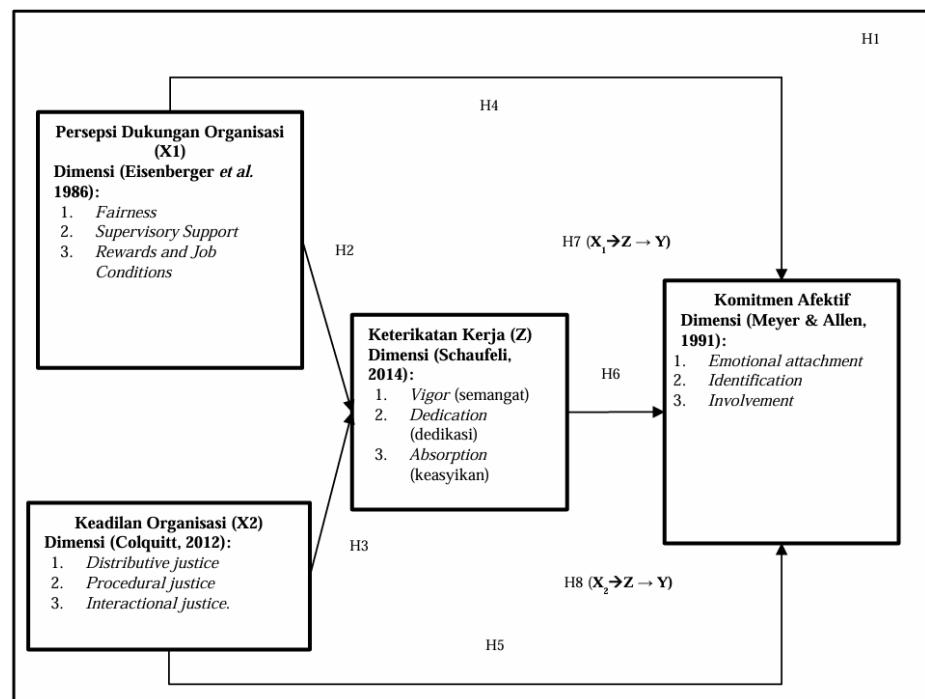 H1
H4
Persepsi Dukungan Organisasi
(X1)
Dimensi (Eisenberger et al.
1986):
1. Fairness
2. Supervisory Support
3. Rewards and Job
Conditions
H2
H7 (X1→Z → Y)
Keterikatan Kerja (Z)
Dimensi (Schaufeli,
2014):
1. Vigor (semangat)
2. Dedication
(dedikasi)
3. Absorption
(keasyikan)
H6
Komitmen Afektif
Dimensi (Meyer & Allen,
1991):
1. Emotional attachment
2. Identification
3. Involvement
Keadilan Organisasi (X2)
Dimensi (Colquitt, 2012):
1. Distributive justice
2. Procedural justice
3. Interactional justice.
H3
H8 (X2→Z → Y)
H5